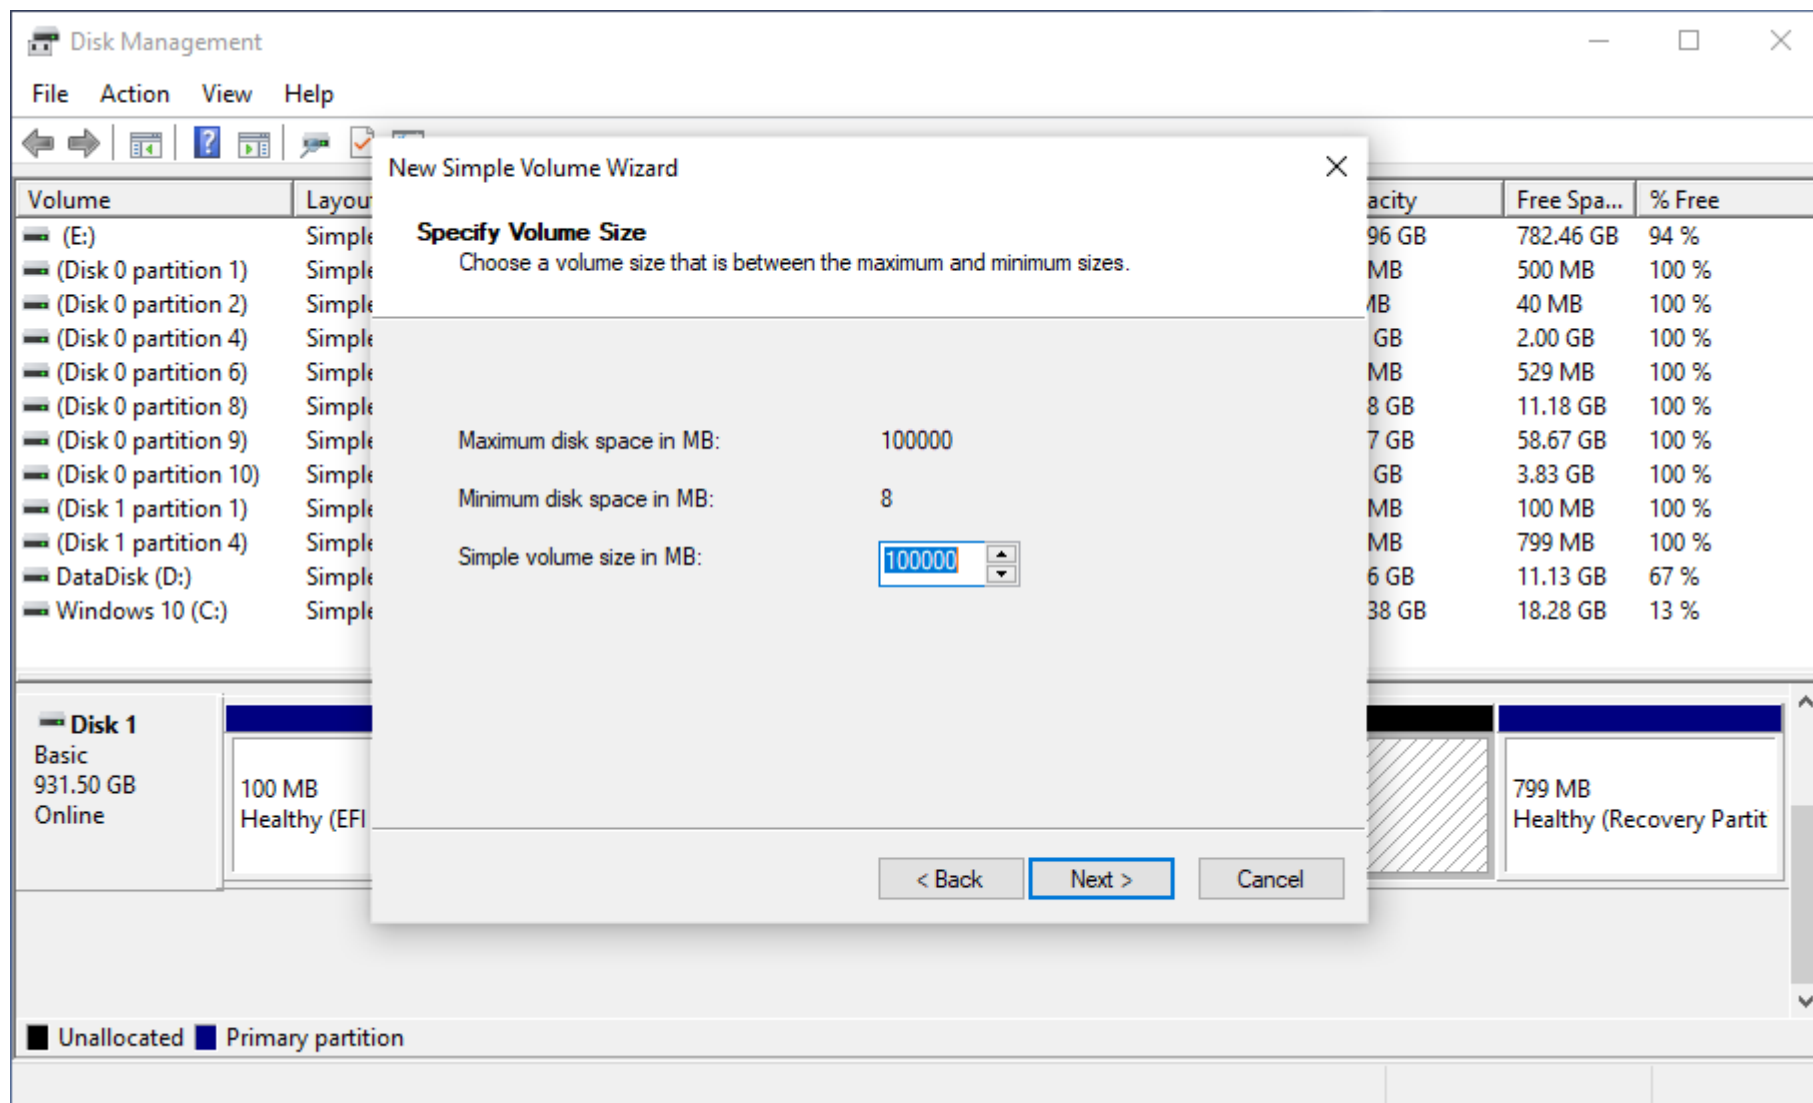 Disk Management
File Action View Help
New Simple Volume Wizard
Specify Volume Size
Choose a volume size that is between the maximum and minimum sizes.
Maximum disk space in MB: 100000
Minimum disk space in MB: 8
Simple volume size in MB: 100000
< Back Next > Cancel
Volume Layou acity Free Spa... % Free
(E:) Simple 96 GB 782.46 GB 94 %
(Disk 0 partition 1) Simple MB 500 MB 100 %
(Disk 0 partition 2) Simple MB 40 MB 100 %
(Disk 0 partition 4) Simple GB 2.00 GB 100 %
(Disk 0 partition 6) Simple MB 529 MB 100 %
(Disk 0 partition 8) Simple 8 GB 11.18 GB 100 %
(Disk 0 partition 9) Simple 7 GB 58.67 GB 100 %
(Disk 0 partition 10) Simple GB 3.83 GB 100 %
(Disk 1 partition 1) Simple MB 100 MB 100 %
(Disk 1 partition 4) Simple MB 799 MB 100 %
DataDisk (D:) Simple 6 GB 11.13 GB 67 %
Windows 10 (C:) Simple 38 GB 18.28 GB 13 %
Disk 1
Basic
931.50 GB
Online
100 MB
Healthy (EFI
799 MB
Healthy (Recovery Partit
Unallocated Primary partition